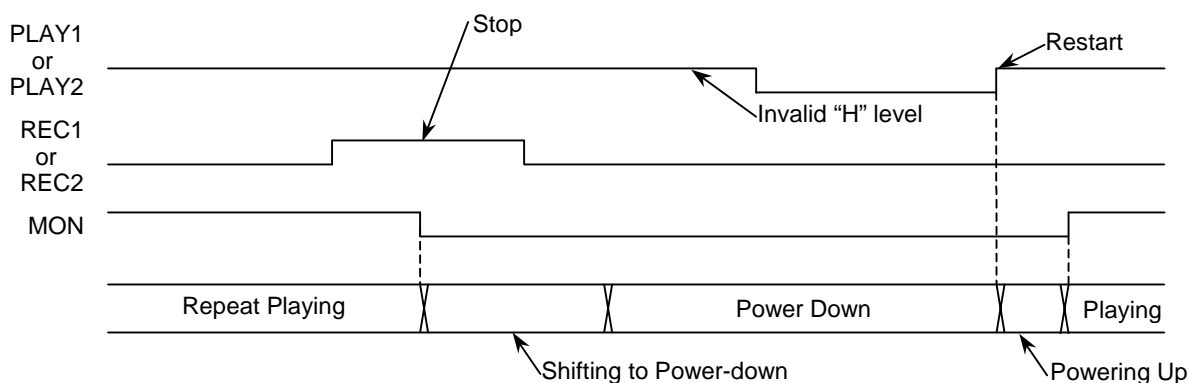 Stop
PLAY1
or
PLAY2
Restart
Invalid “H” level
REC1
or
REC2
MON
Repeat Playing
Power Down
Playing
Shifting to Power-down
Powering Up